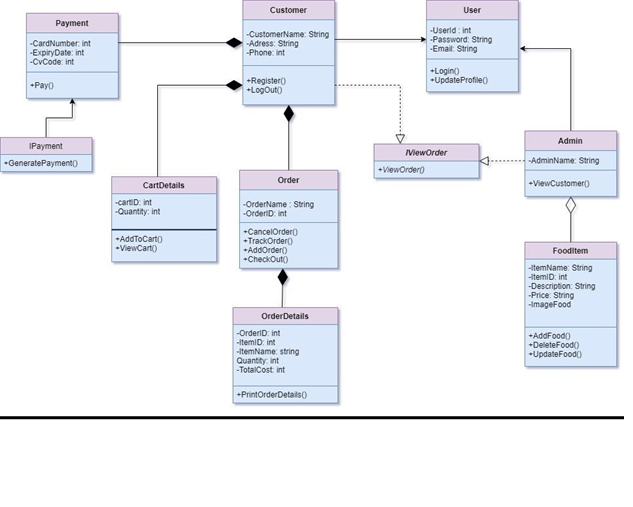 Payment
-CardNumber: int
-ExpiryDate: int
-CvCode: int
+Pay()
Customer
-CustomerName: String
-Adress: String
-Phone: int
+Register()
+LogOut()
User
-UserId : int
-Password: String
-Email: String
+Login()
+UpdateProfile()
IPayment
+GeneratePayment()
IViewOrder
+ViewOrder()
Admin
-AdminName: String
+ViewCustomer()
CartDetails
-cartID: int
-Quantity: int
+AddToCart()
+ViewCart()
Order
-OrderName : String
-OrderID: int
+CancelOrder()
+TrackOrder()
+AddOrder()
+CheckOut()
FoodItem
-ItemName: String
-ItemID: int
-Description: String
-Price: String
-ImageFood
+AddFood()
+DeleteFood()
+UpdateFood()
OrderDetails
-OrderID: int
-ItemID: int
-ItemName: string
Quantity: int
-TotalCost: int
+PrintOrderDetails()